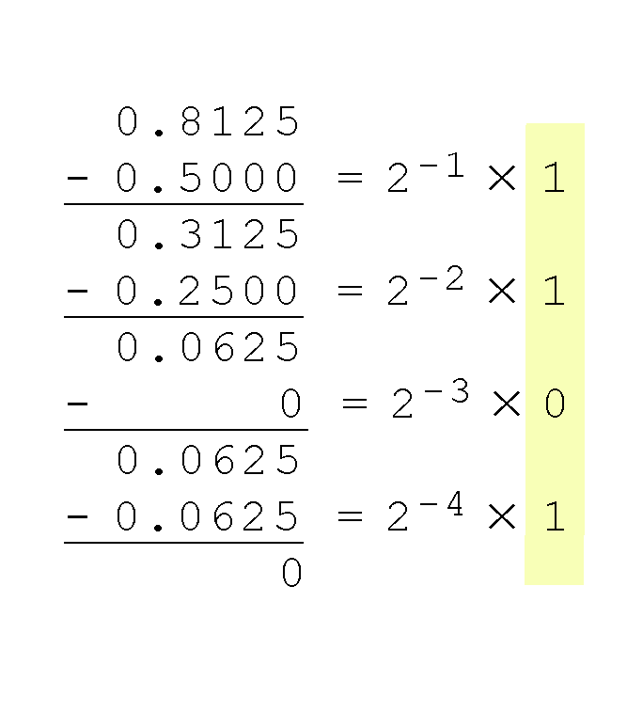 0.8125
- 0.5000 = 2⁻¹ × 1
0.3125
- 0.2500 = 2⁻² × 1
0.0625
- 0 = 2⁻³ × 0
0.0625
- 0.0625 = 2⁻⁴ × 1
0